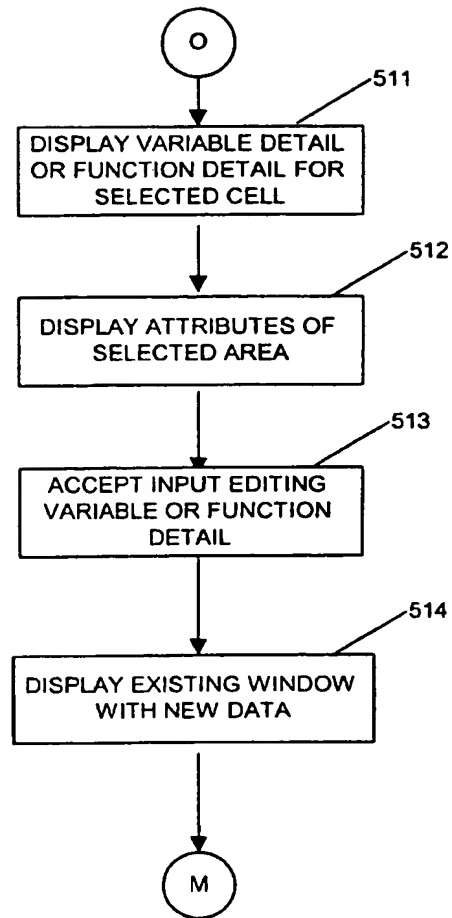 O
511
DISPLAY VARIABLE DETAIL
OR FUNCTION DETAIL FOR
SELECTED CELL
512
DISPLAY ATTRIBUTES OF
SELECTED AREA
513
ACCEPT INPUT EDITING
VARIABLE OR FUNCTION
DETAIL
514
DISPLAY EXISTING WINDOW
WITH NEW DATA
M